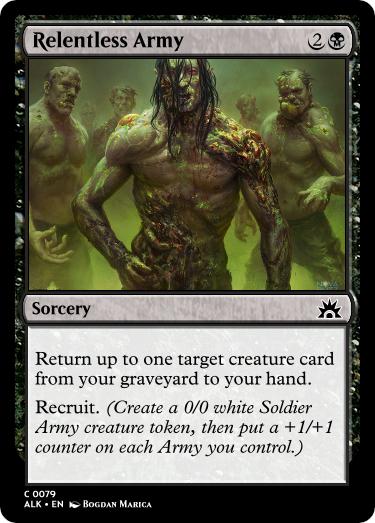 Relentless Army 2
Sorcery
Return up to one target creature card
from your graveyard to your hand.
Recruit. (Create a 0/0 white Soldier
Army creature token, then put a +1/+1
counter on each Army you control.)
C 0079
ALK • EN Bogdan Marica